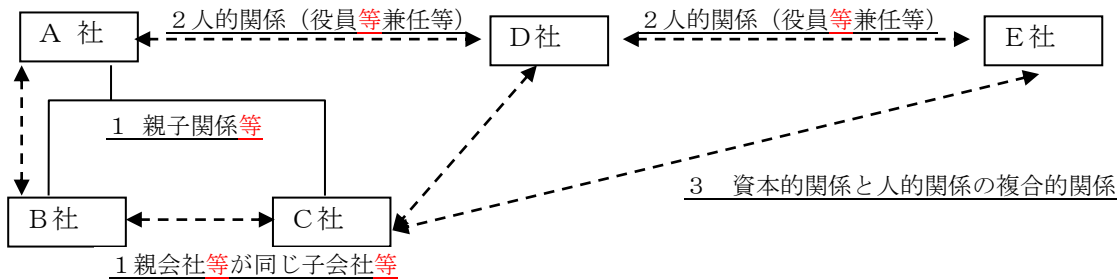 ２人的関係（役員等兼任等）
２人的関係（役員等兼任等）
Ａ 社
Ｄ社
Ｅ社
１ 親子関係等
３ 資本的関係と人的関係の複合的関係
Ｂ社
Ｃ社
１親会社等が同じ子会社等